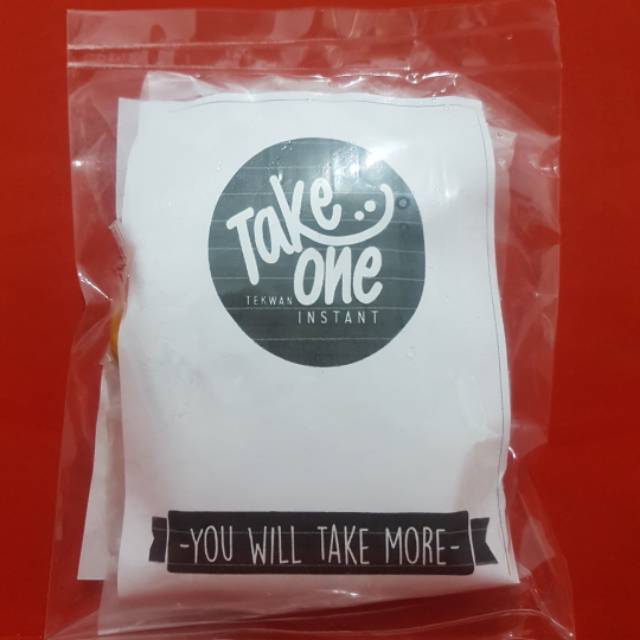 Take
one
TEKWAN
INSTANT
-YOU WILL TAKE MORE-